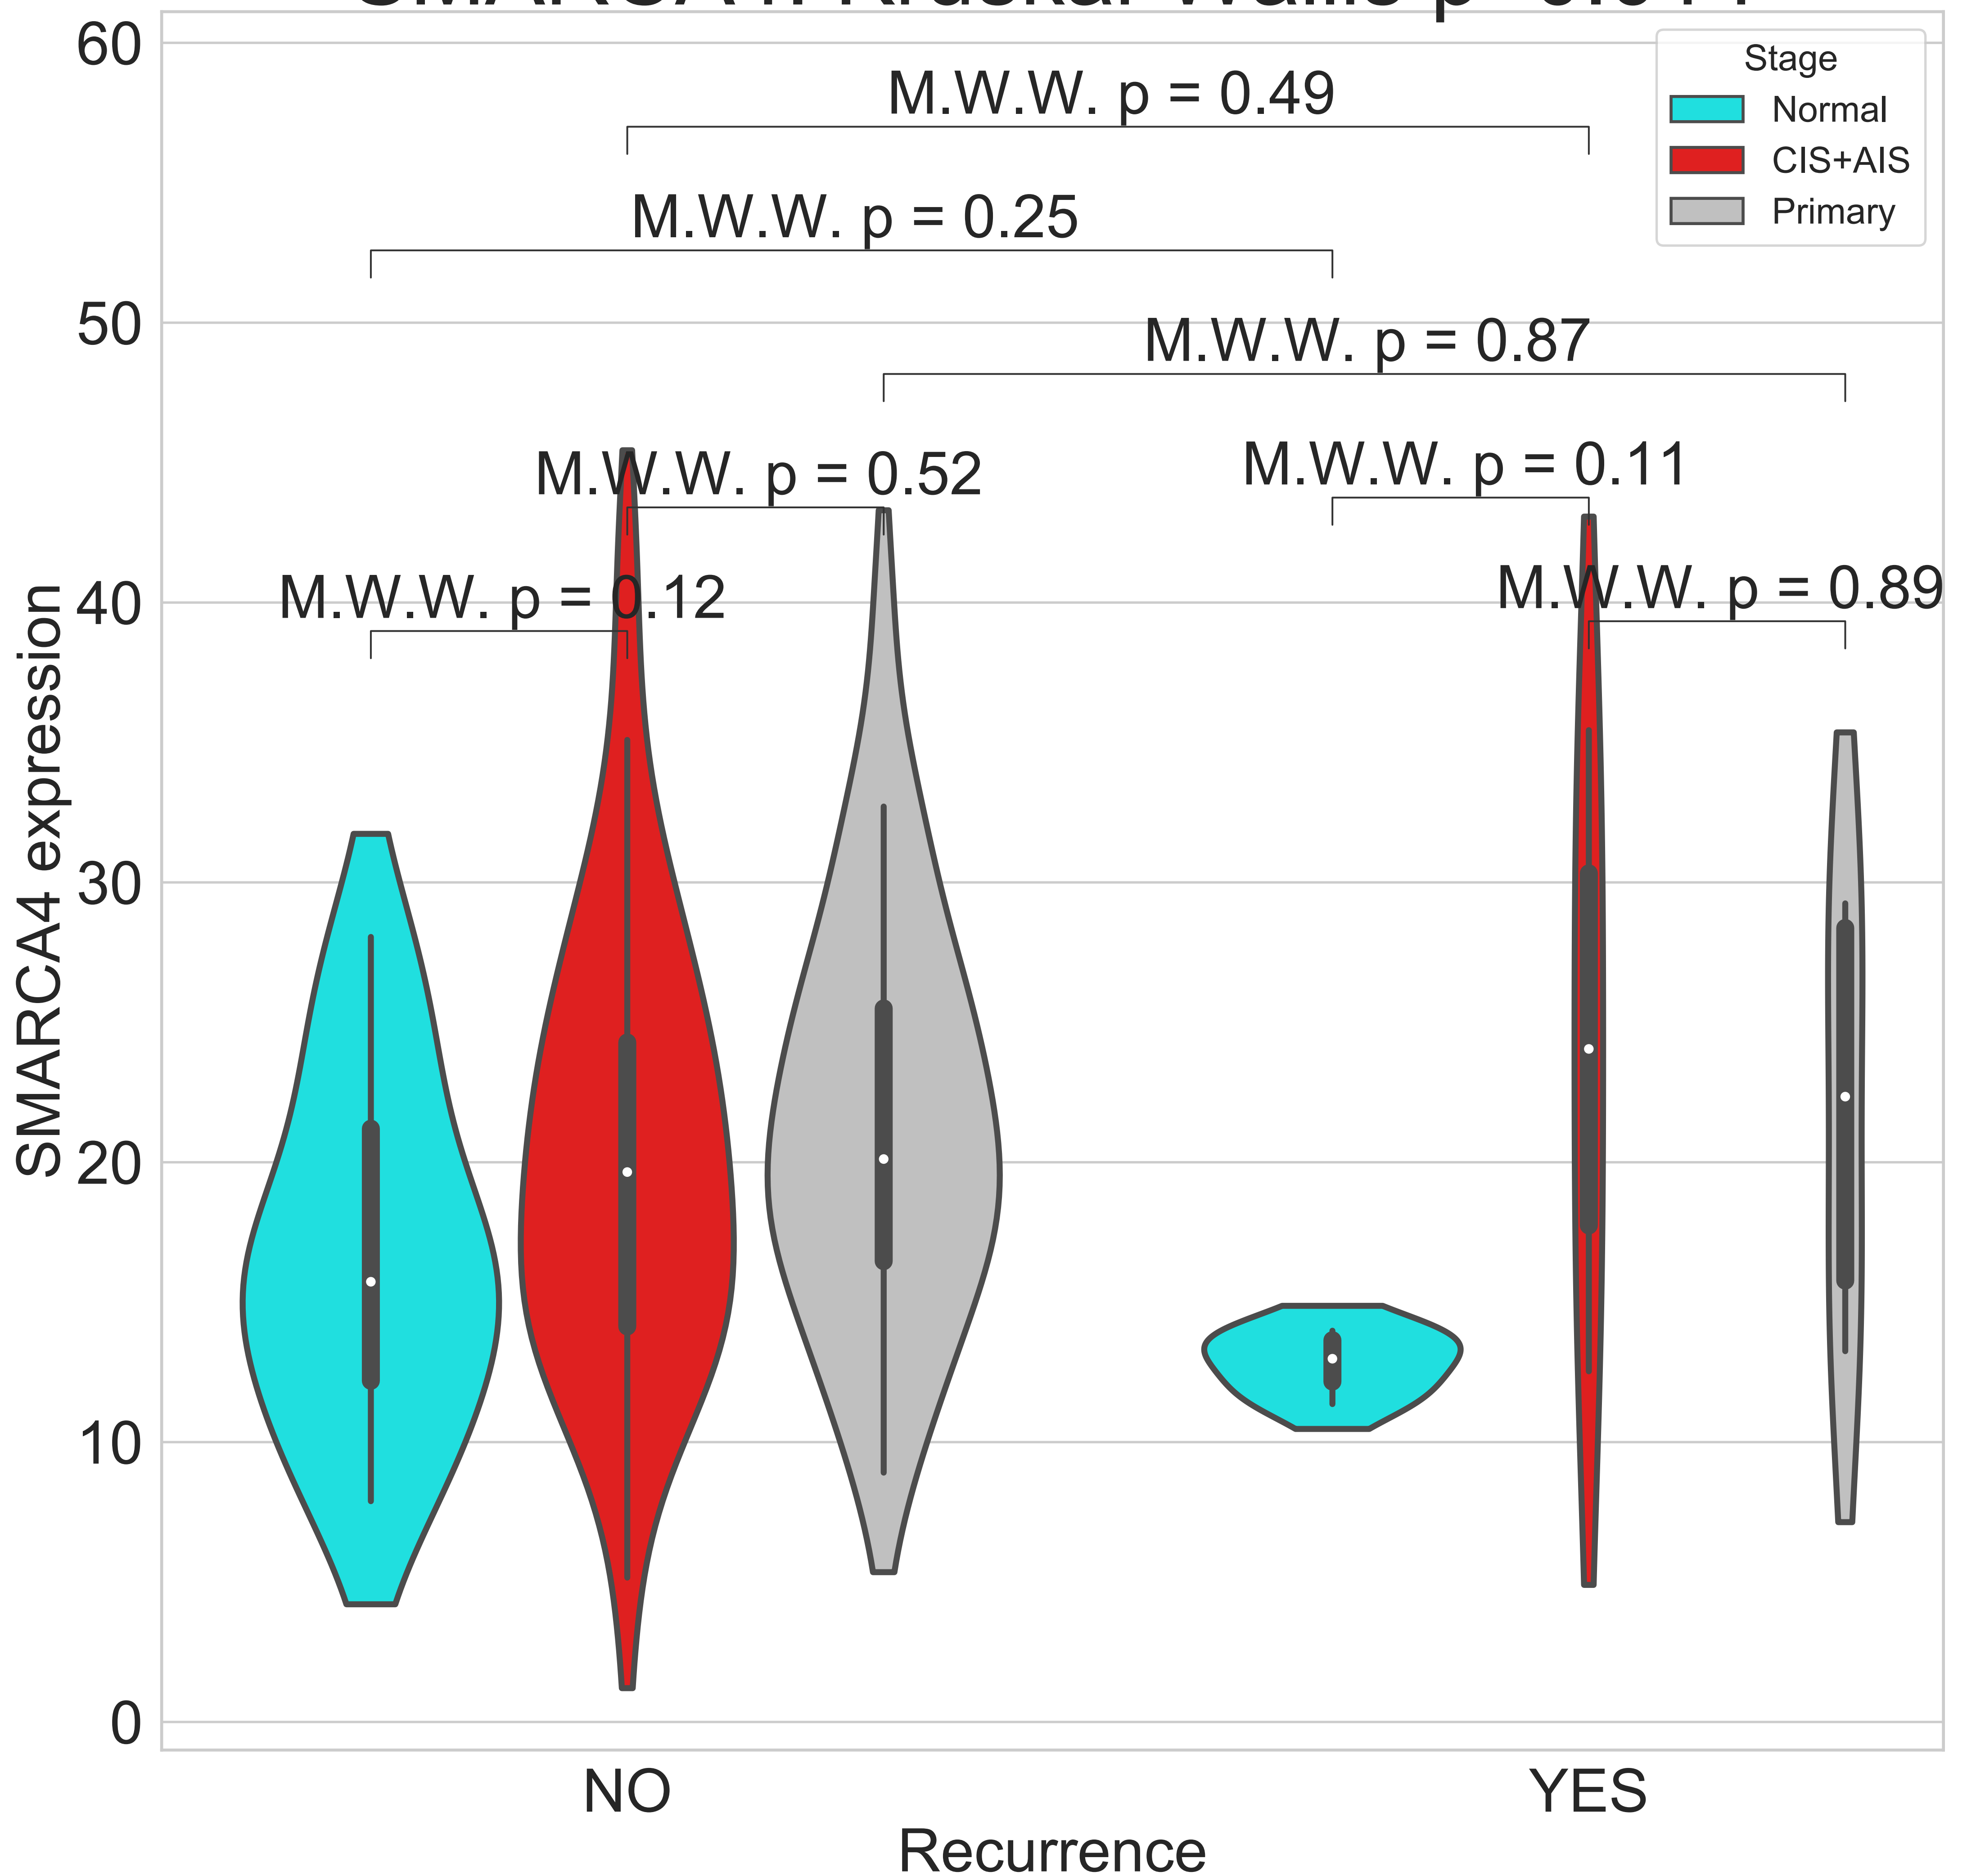 60
Stage
Normal
CIS+AIS
Primary
M.W.W. p = 0.49
M.W.W. p = 0.25
50
M.W.W. p = 0.87
M.W.W. p = 0.52
M.W.W. p = 0.11
40
M.W.W. p = 0.12
M.W.W. p = 0.89
SMARCA4 expression
30
20
10
0
NO
YES
Recurrence